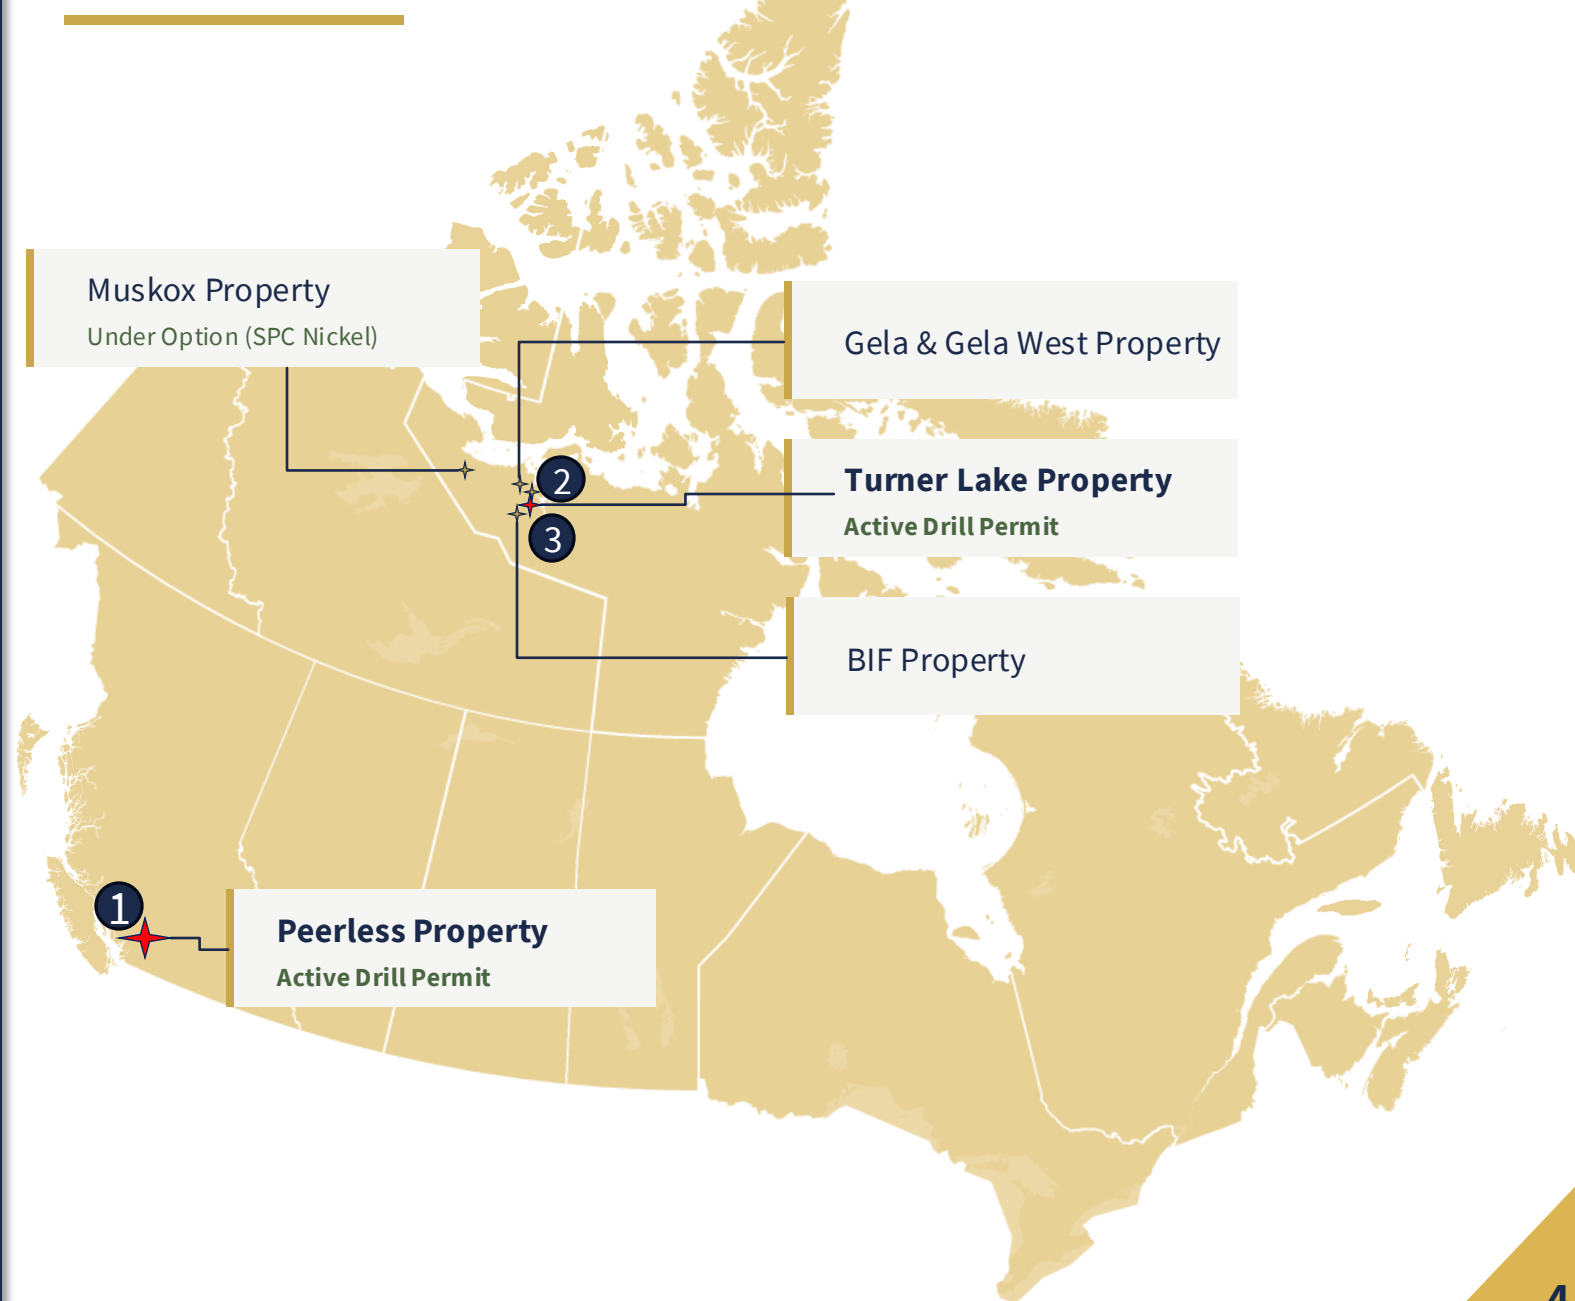 Muskox Property
Under Option (SPC Nickel)
Gela & Gela West Property
2
Turner Lake Property
Active Drill Permit
3
BIF Property
1
Peerless Property
Active Drill Permit
4